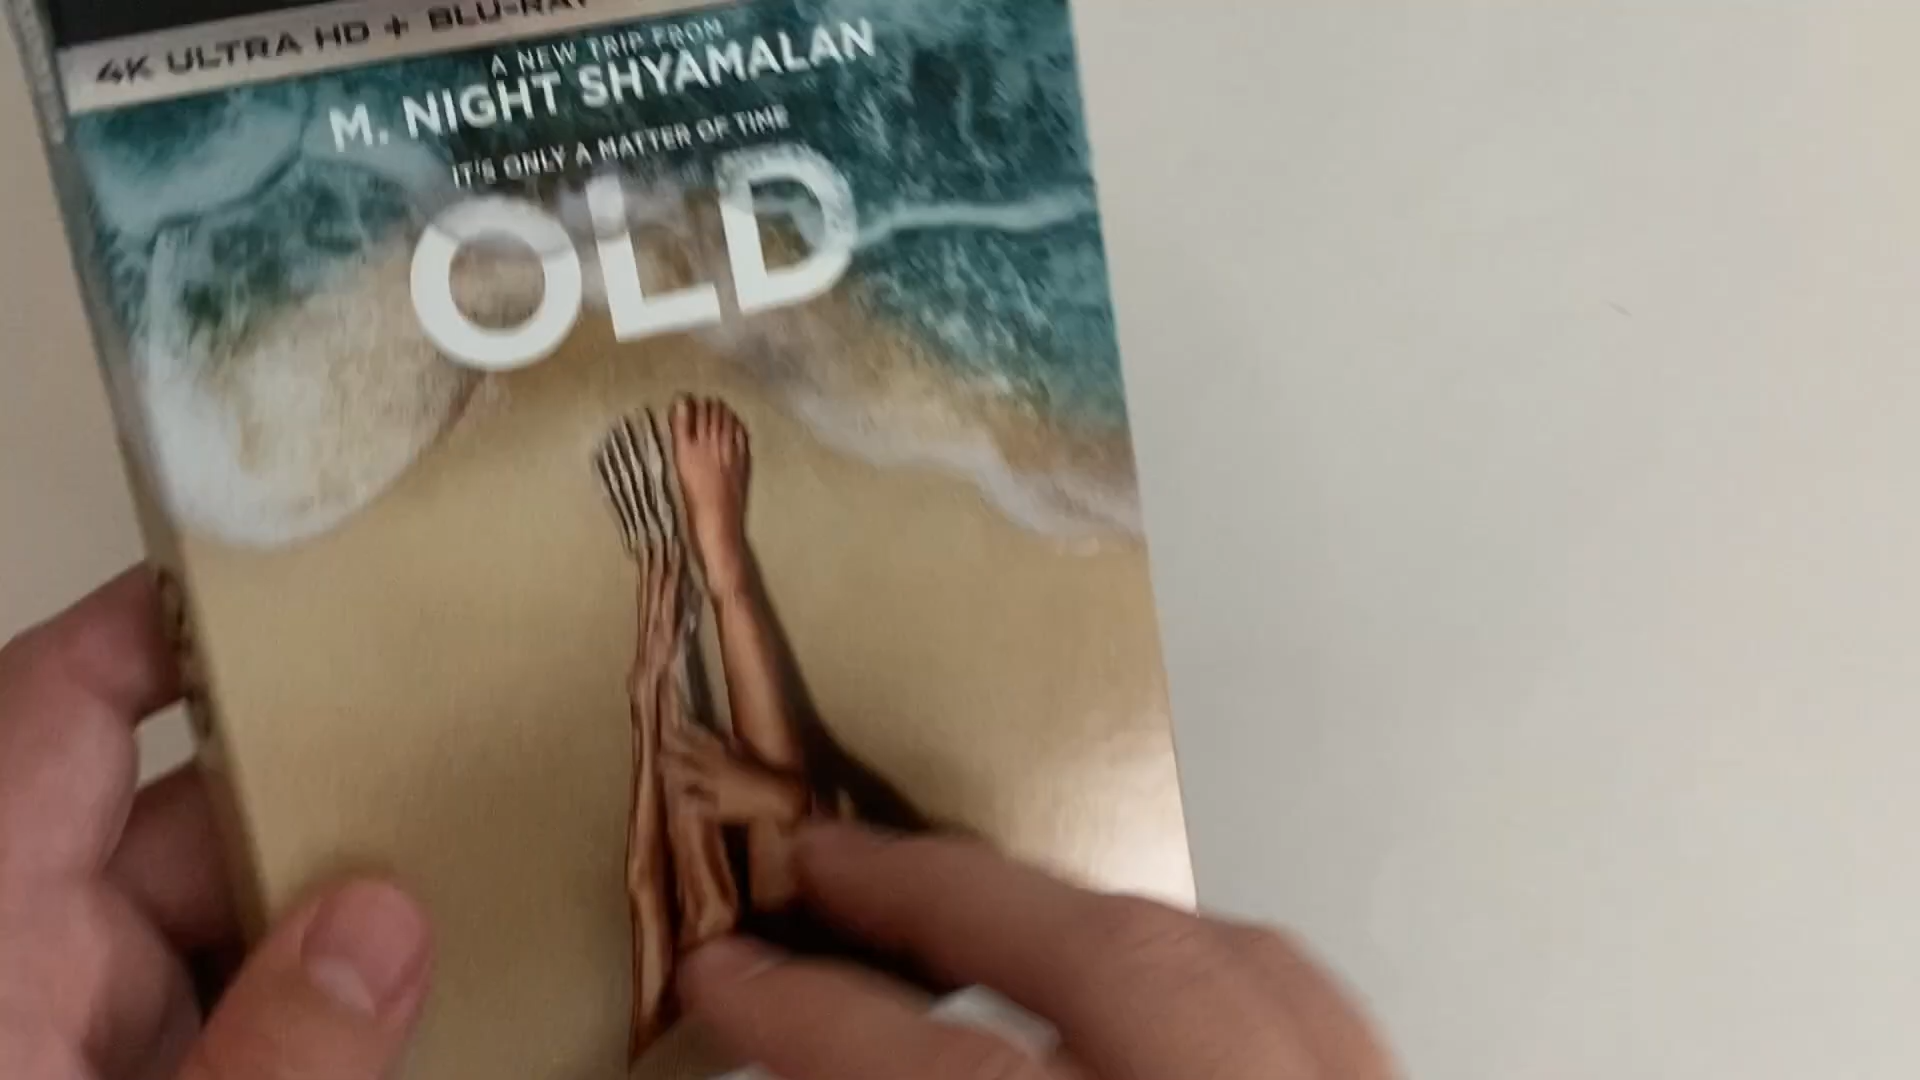 4K ULTRA HD + BLU-RAY
A NEW TRIP FROM
M. NIGHT SHYAMALAN
IT'S ONLY A MATTER OF TIME
OLD